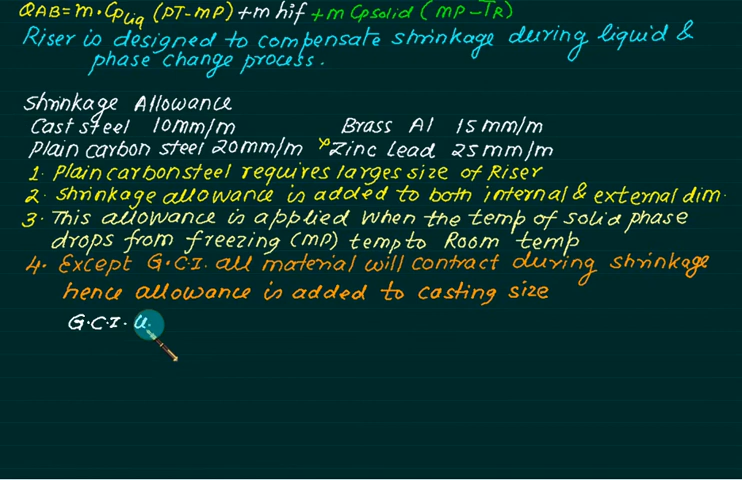 QAB = m·CpLiq (PT-MP) + m hif + m Cpsolid (MP-TR)
Riser is designed to compensate shrinkage during liquid &
phase change process.
Shrinkage Allowance
Cast steel 10mm/m Brass Al 15mm/m
Plain carbon steel 20mm/m Zinc Lead 25mm/m
1. Plain carbon steel requires larges size of Riser
2. Shrinkage allowance is added to both internal & external dim.
3. This allowance is applied when the temp of solid phase
drops from freezing (MP) temp to Room temp
4. Except G.C.I. all material will contract during shrinkage
hence allowance is added to casting size
G.C.I.